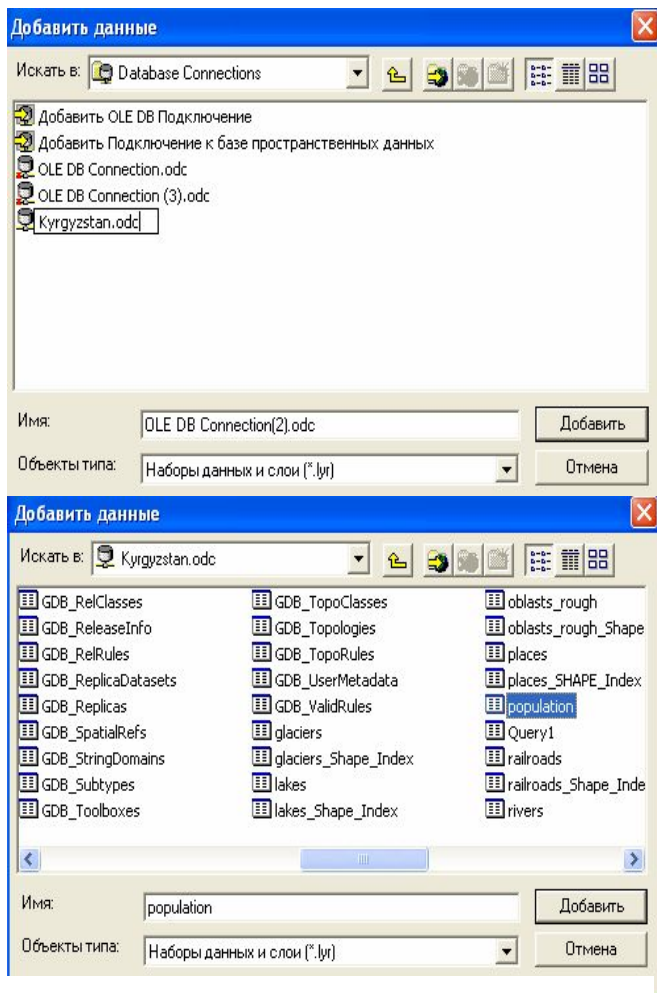 Добавить данные
Искать в: Database Connections
Добавить OLE DB Подключение
Добавить Подключение к базе пространственных данных
OLE DB Connection.odc
OLE DB Connection (3).odc
Kyrgyzstan.odc
Имя: OLE DB Connection(2).odc Добавить
Объекты типа: Наборы данных и слои (*.lyr) Отмена
Добавить данные
Искать в: Kyrgyzstan.odc
GDB_RelClasses GDB_TopoClasses oblasts_rough
GDB_ReleaseInfo GDB_Topologies oblasts_rough_Shape
GDB_RelRules GDB_TopoRules places
GDB_ReplicaDatasets GDB_UserMetadata places_SHAPE_Index
GDB_Replicas GDB_ValidRules population
GDB_SpatialRefs glaciers Query1
GDB_StringDomains glaciers_Shape_Index railroads
GDB_Subtypes lakes railroads_Shape_Inde
GDB_Toolboxes lakes_Shape_Index rivers
Имя: population Добавить
Объекты типа: Наборы данных и слои (*.lyr) Отмена